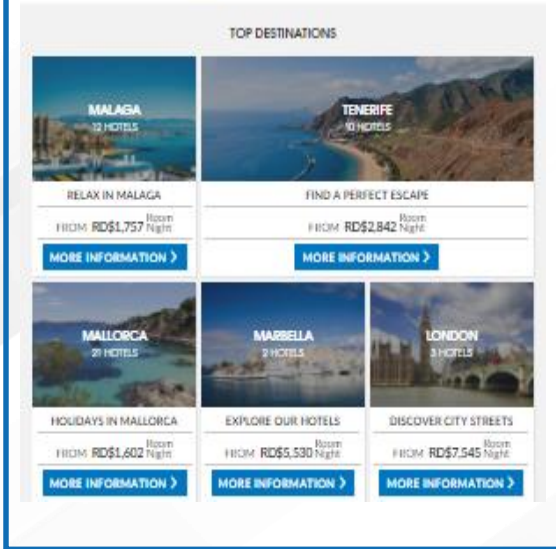 TOP DESTINATIONS
MALAGA
12 HOTELS
TENERIFE
10 HOTELS
RELAX IN MALAGA
FIND A PERFECT ESCAPE
FROM RD$1,757 Room Night
FROM RD$2,842 Room Night
MORE INFORMATION >
MORE INFORMATION >
MALLORCA
21 HOTELS
MARBELLA
2 HOTELS
LONDON
3 HOTELS
HOLIDAYS IN MALLORCA
EXPLORE OUR HOTELS
DISCOVER CITY STREETS
FROM RD$1,602 Room Night
FROM RD$5,530 Room Night
FROM RD$7,545 Room Night
MORE INFORMATION >
MORE INFORMATION >
MORE INFORMATION >